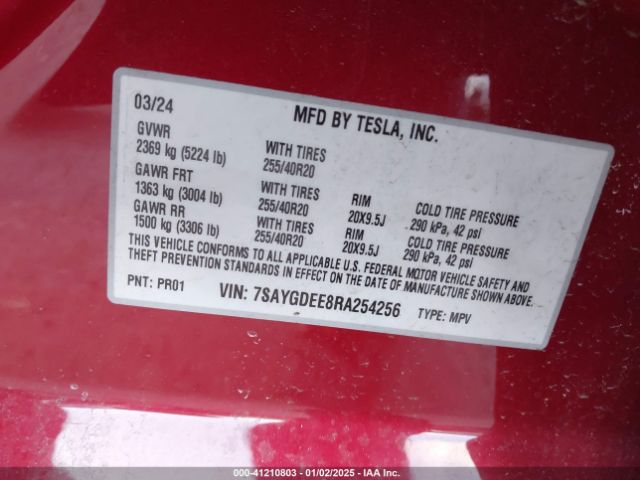 03/24 MFD BY TESLA, INC.
GVWR
2369 kg (5224 lb) WITH TIRES 255/40R20
GAWR FRT
1363 kg (3004 lb) WITH TIRES 255/40R20 RIM 20X9.5J COLD TIRE PRESSURE 290 kPa, 42 psi
GAWR RR
1500 kg (3306 lb) WITH TIRES 255/40R20 RIM 20X9.5J COLD TIRE PRESSURE 290 kPa, 42 psi
THIS VEHICLE CONFORMS TO ALL APPLICABLE U.S. FEDERAL MOTOR VEHICLE SAFETY AND
THEFT PREVENTION STANDARDS IN EFFECT ON THE DATE OF MANUFACTURE SHOWN ABOVE.
PNT: PR01 VIN: 7SAYGDEE8RA254256 TYPE: MPV
000-41210803 - 01/02/2025 - IAA Inc.